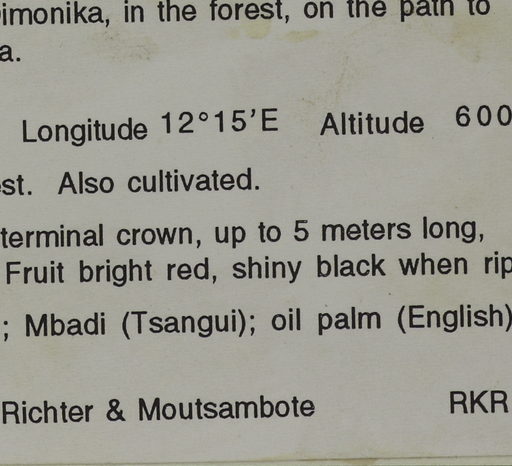 imonika, in the forest, on the path to
a.
Longitude 12°15'E Altitude 600
st. Also cultivated.
terminal crown, up to 5 meters long,
Fruit bright red, shiny black when rip
; Mbadi (Tsangui); oil palm (English)
Richter & Moutsambote RKR